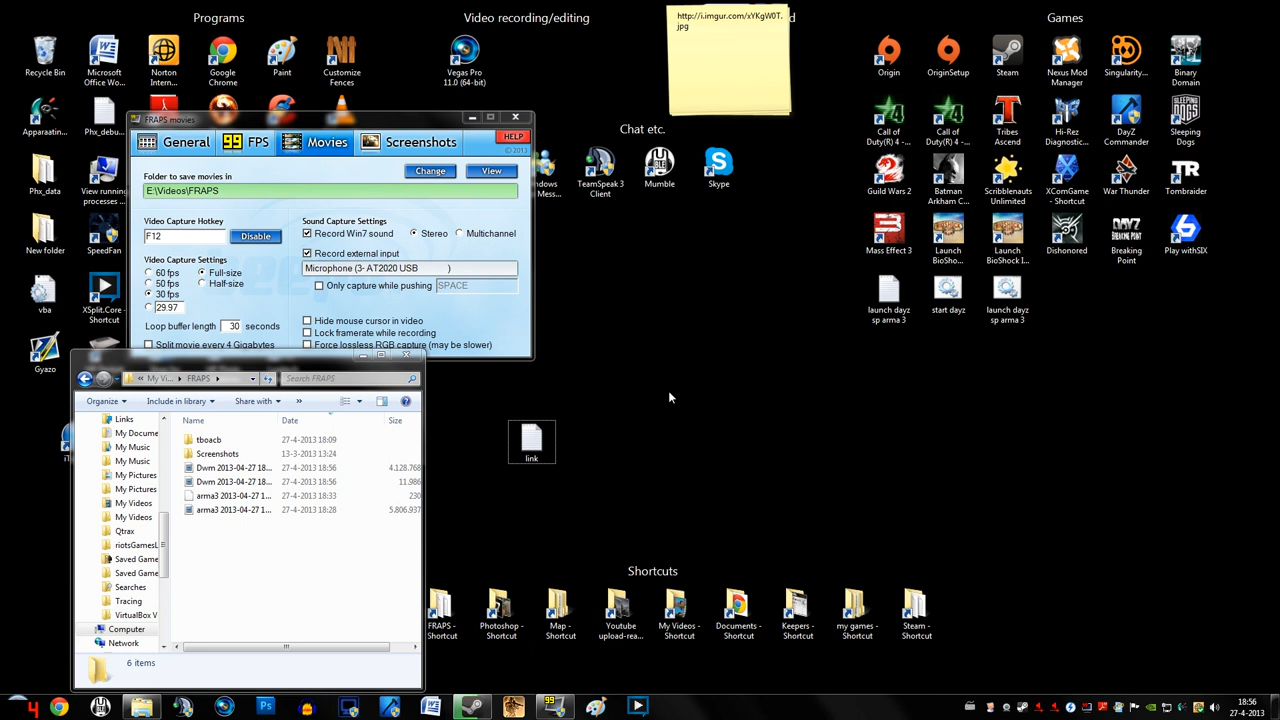 Programs
Video recording/editing
Games
http://i.imgur.com/xYKgW0T.
jpg
Recycle Bin
Microsoft
Office Wo...
Norton
Intern...
Google
Chrome
Paint
Customize
Fences
Vegas Pro
11.0 (64-bit)
Origin
OriginSetup
Steam
Nexus Mod
Manager
Singularity...
Binary
Domain
Apparaatin...
Phx_debu...
Chat etc.
TeamSpeak 3
Client
Mumble
Skype
Call of
Duty(R) 4 -...
Call of
Duty(R) 4 -...
Tribes
Ascend
Hi-Rez
Diagnostic...
DayZ
Commander
Sleeping
Dogs
Phx_data
View running
processes ...
Guild Wars 2
Batman
Arkham C...
Scribblenauts
Unlimited
XComGame
- Shortcut
War Thunder
Tombraider
New folder
SpeedFan
Mass Effect 3
Launch
BioSho...
Launch
BioShock I...
Dishonored
Breaking
Point
Play withSIX
vba
XSplit.Core -
Shortcut
launch dayz
sp arma 3
start dayz
launch dayz
sp arma 3
Gyazo
FRAPS movies
General
99 FPS
Movies
Screenshots
HELP
© 2013
Folder to save movies in
Change
View
E:\Videos\FRAPS
Video Capture Hotkey
F12
Disable
Sound Capture Settings
Record Win7 sound
Stereo
Multichannel
Record external input
Microphone (3- AT2020 USB )
Only capture while pushing
SPACE
Video Capture Settings
60 fps
50 fps
30 fps
29.97
Full-size
Half-size
Loop buffer length 30 seconds
Split movie every 4 Gigabytes
Hide mouse cursor in video
Lock framerate while recording
Force lossless RGB capture (may be slower)
« My Vi... FRAPS
Search FRAPS
Organize
Include in library
Share with
»
Name
Date
Size
Links
My Docume
My Music
My Music
My Pictures
My Pictures
My Videos
My Videos
Qtrax
riotsGamesL
Saved Game
Saved Game
Searches
Tracing
VirtualBox V
Computer
Network
tboacb 27-4-2013 18:09
Screenshots 13-3-2013 13:24
Dwm 2013-04-27 18... 27-4-2013 18:56 4.128.768
Dwm 2013-04-27 18... 27-4-2013 18:56 11.986
arma3 2013-04-27 1... 27-4-2013 18:33 230
arma3 2013-04-27 1... 27-4-2013 18:28 5.806.937
6 items
link
Shortcuts
FRAPS -
Shortcut
Photoshop -
Shortcut
Map -
Shortcut
Youtube
upload-rea...
My Videos -
Shortcut
Documents -
Shortcut
Keepers -
Shortcut
my games -
Shortcut
Steam -
Shortcut
18:56
27-4-2013